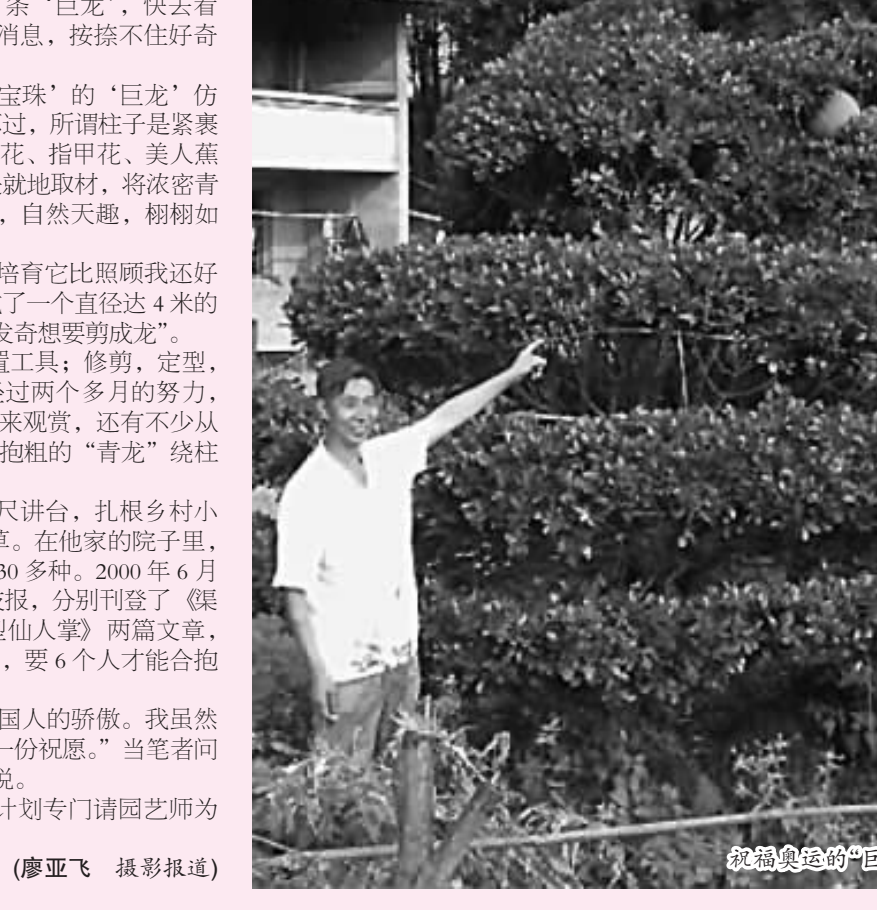 条‘巨龙’，快去看
消息，按捺不住好奇
宝珠’的‘巨龙’仿
过，所谓柱子是紧裹
花、指甲花、美人蕉
就地取材，将浓密青
，自然天趣，栩栩如
培育它比照顾我还好
了一个直径达 4 米的
发奇想要剪成龙”。
置工具；修剪，定型，
过两个多月的努力，
来观赏，还有不少从
抱粗的“青龙”绕柱
尺讲台，扎根乡村小
草。在他家的院子里，
30 多种。2000 年 6 月
报，分别刊登了《渠
型仙人掌》两篇文章，
，要 6 个人才能合抱
国人的骄傲。我虽然
一份祝愿。”当笔者问
说。
计划专门请园艺师为
(廖亚飞 摄影报道)
祝福奥运的“巨